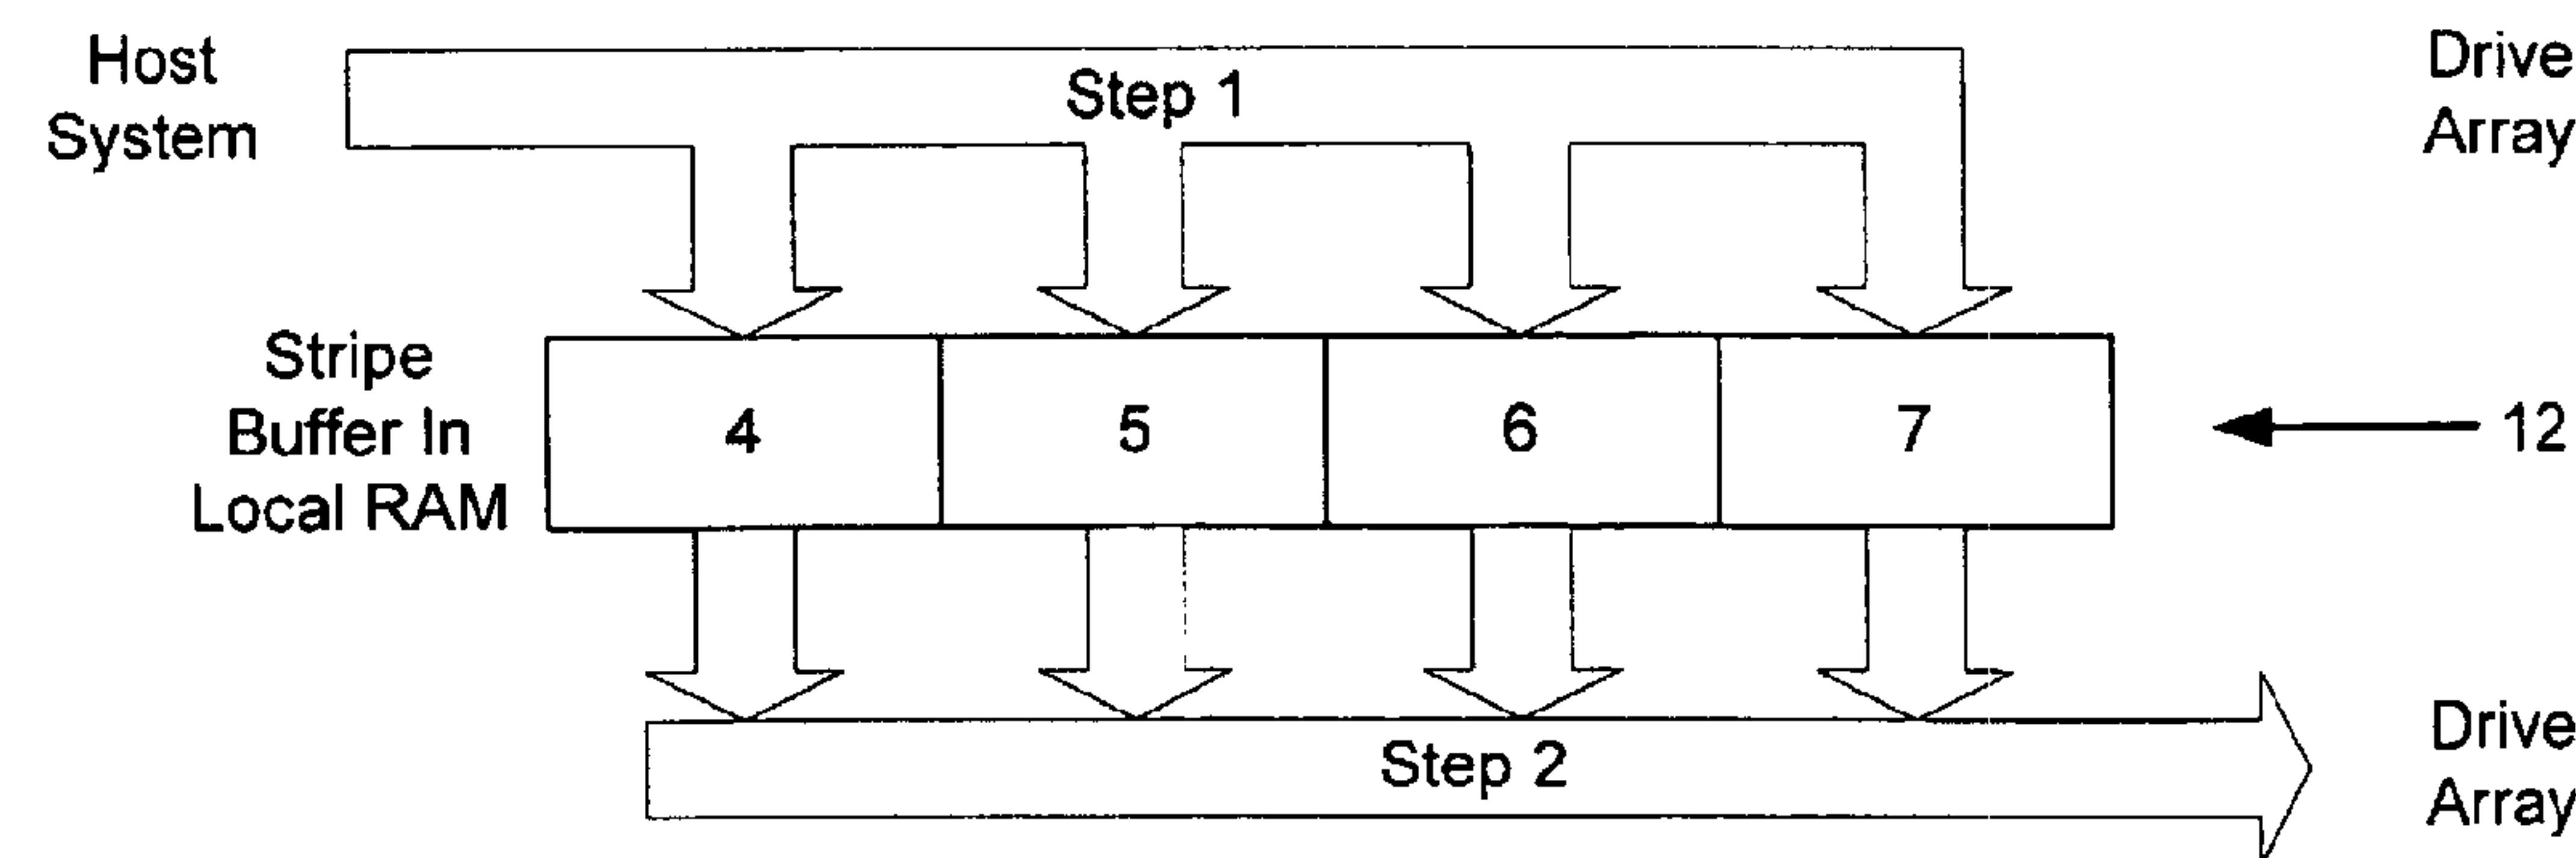 Host
System
Step 1
Drive
Array
Stripe
Buffer In
Local RAM
4
5
6
7
12
Step 2
Drive
Array